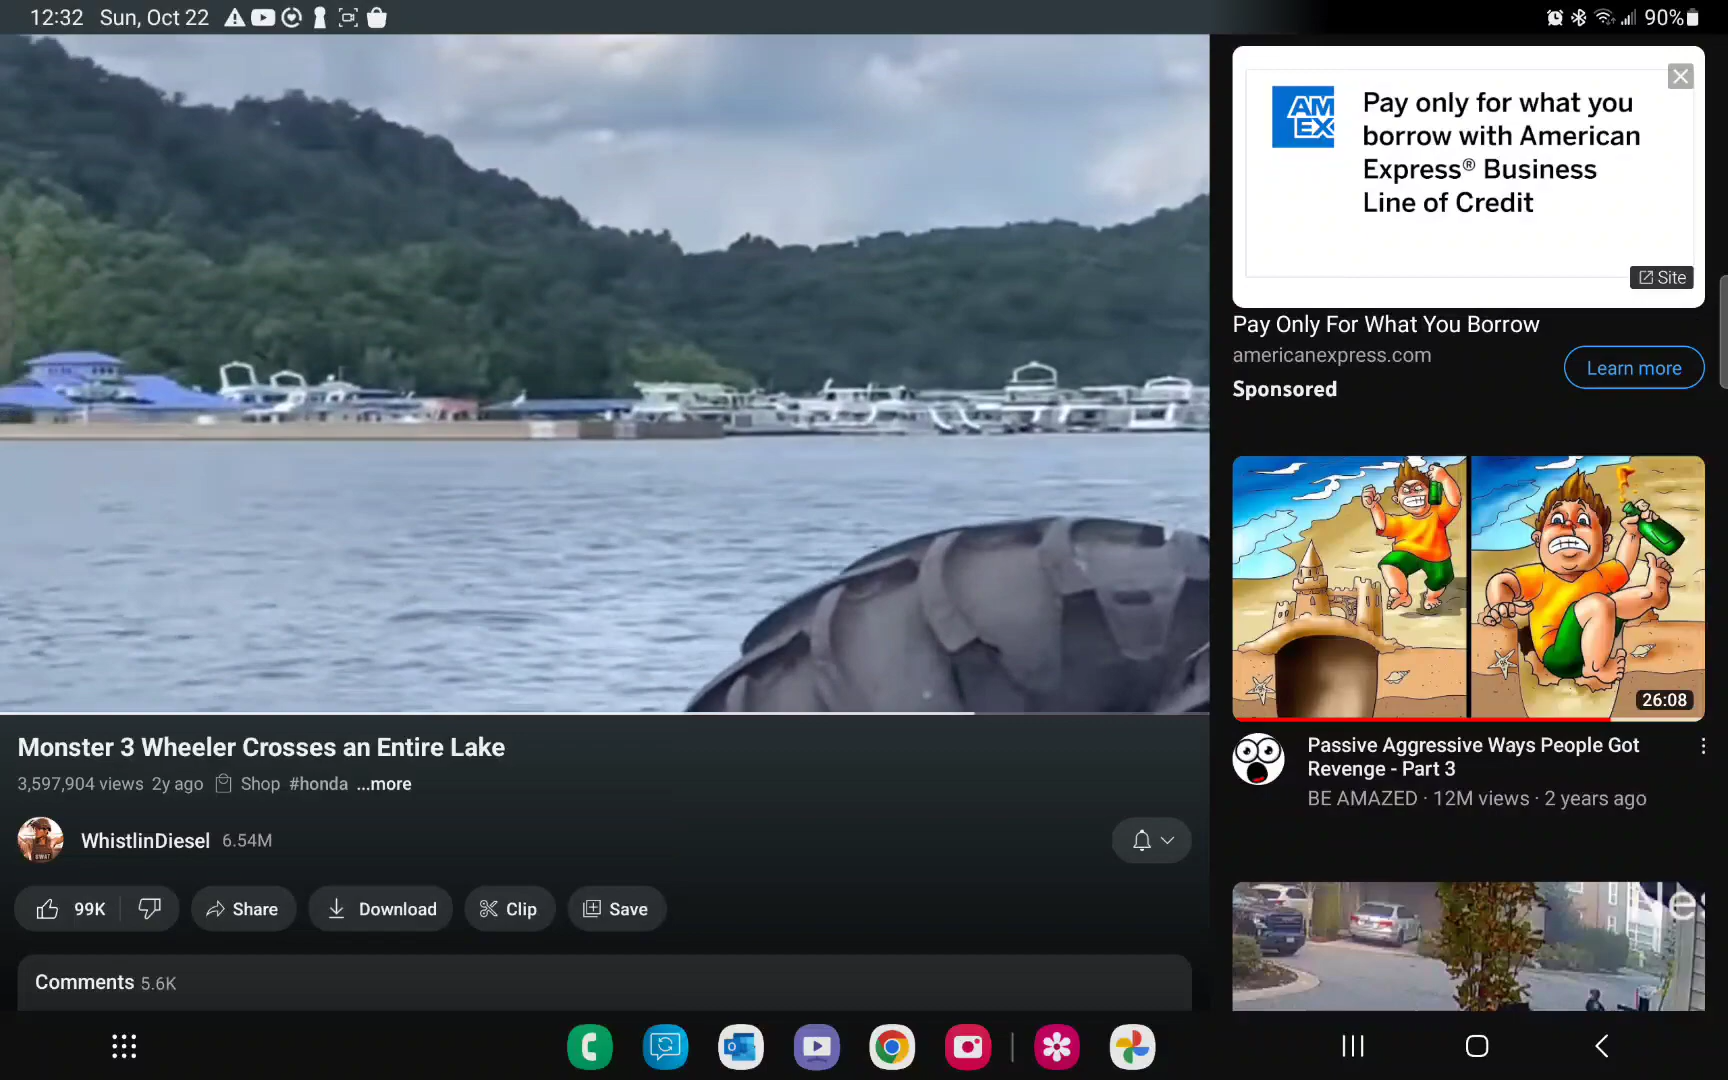 12:32 Sun, Oct 22
90%
AM
EX
Pay only for what you
borrow with American
Express® Business
Line of Credit
Site
Pay Only For What You Borrow
americanexpress.com
Sponsored
Learn more
26:08
Passive Aggressive Ways People Got
Revenge - Part 3
BE AMAZED · 12M views · 2 years ago
Nes
Monster 3 Wheeler Crosses an Entire Lake
3,597,904 views 2y ago Shop #honda ...more
WhistlinDiesel 6.54M
99K Share Download Clip Save
Comments 5.6K